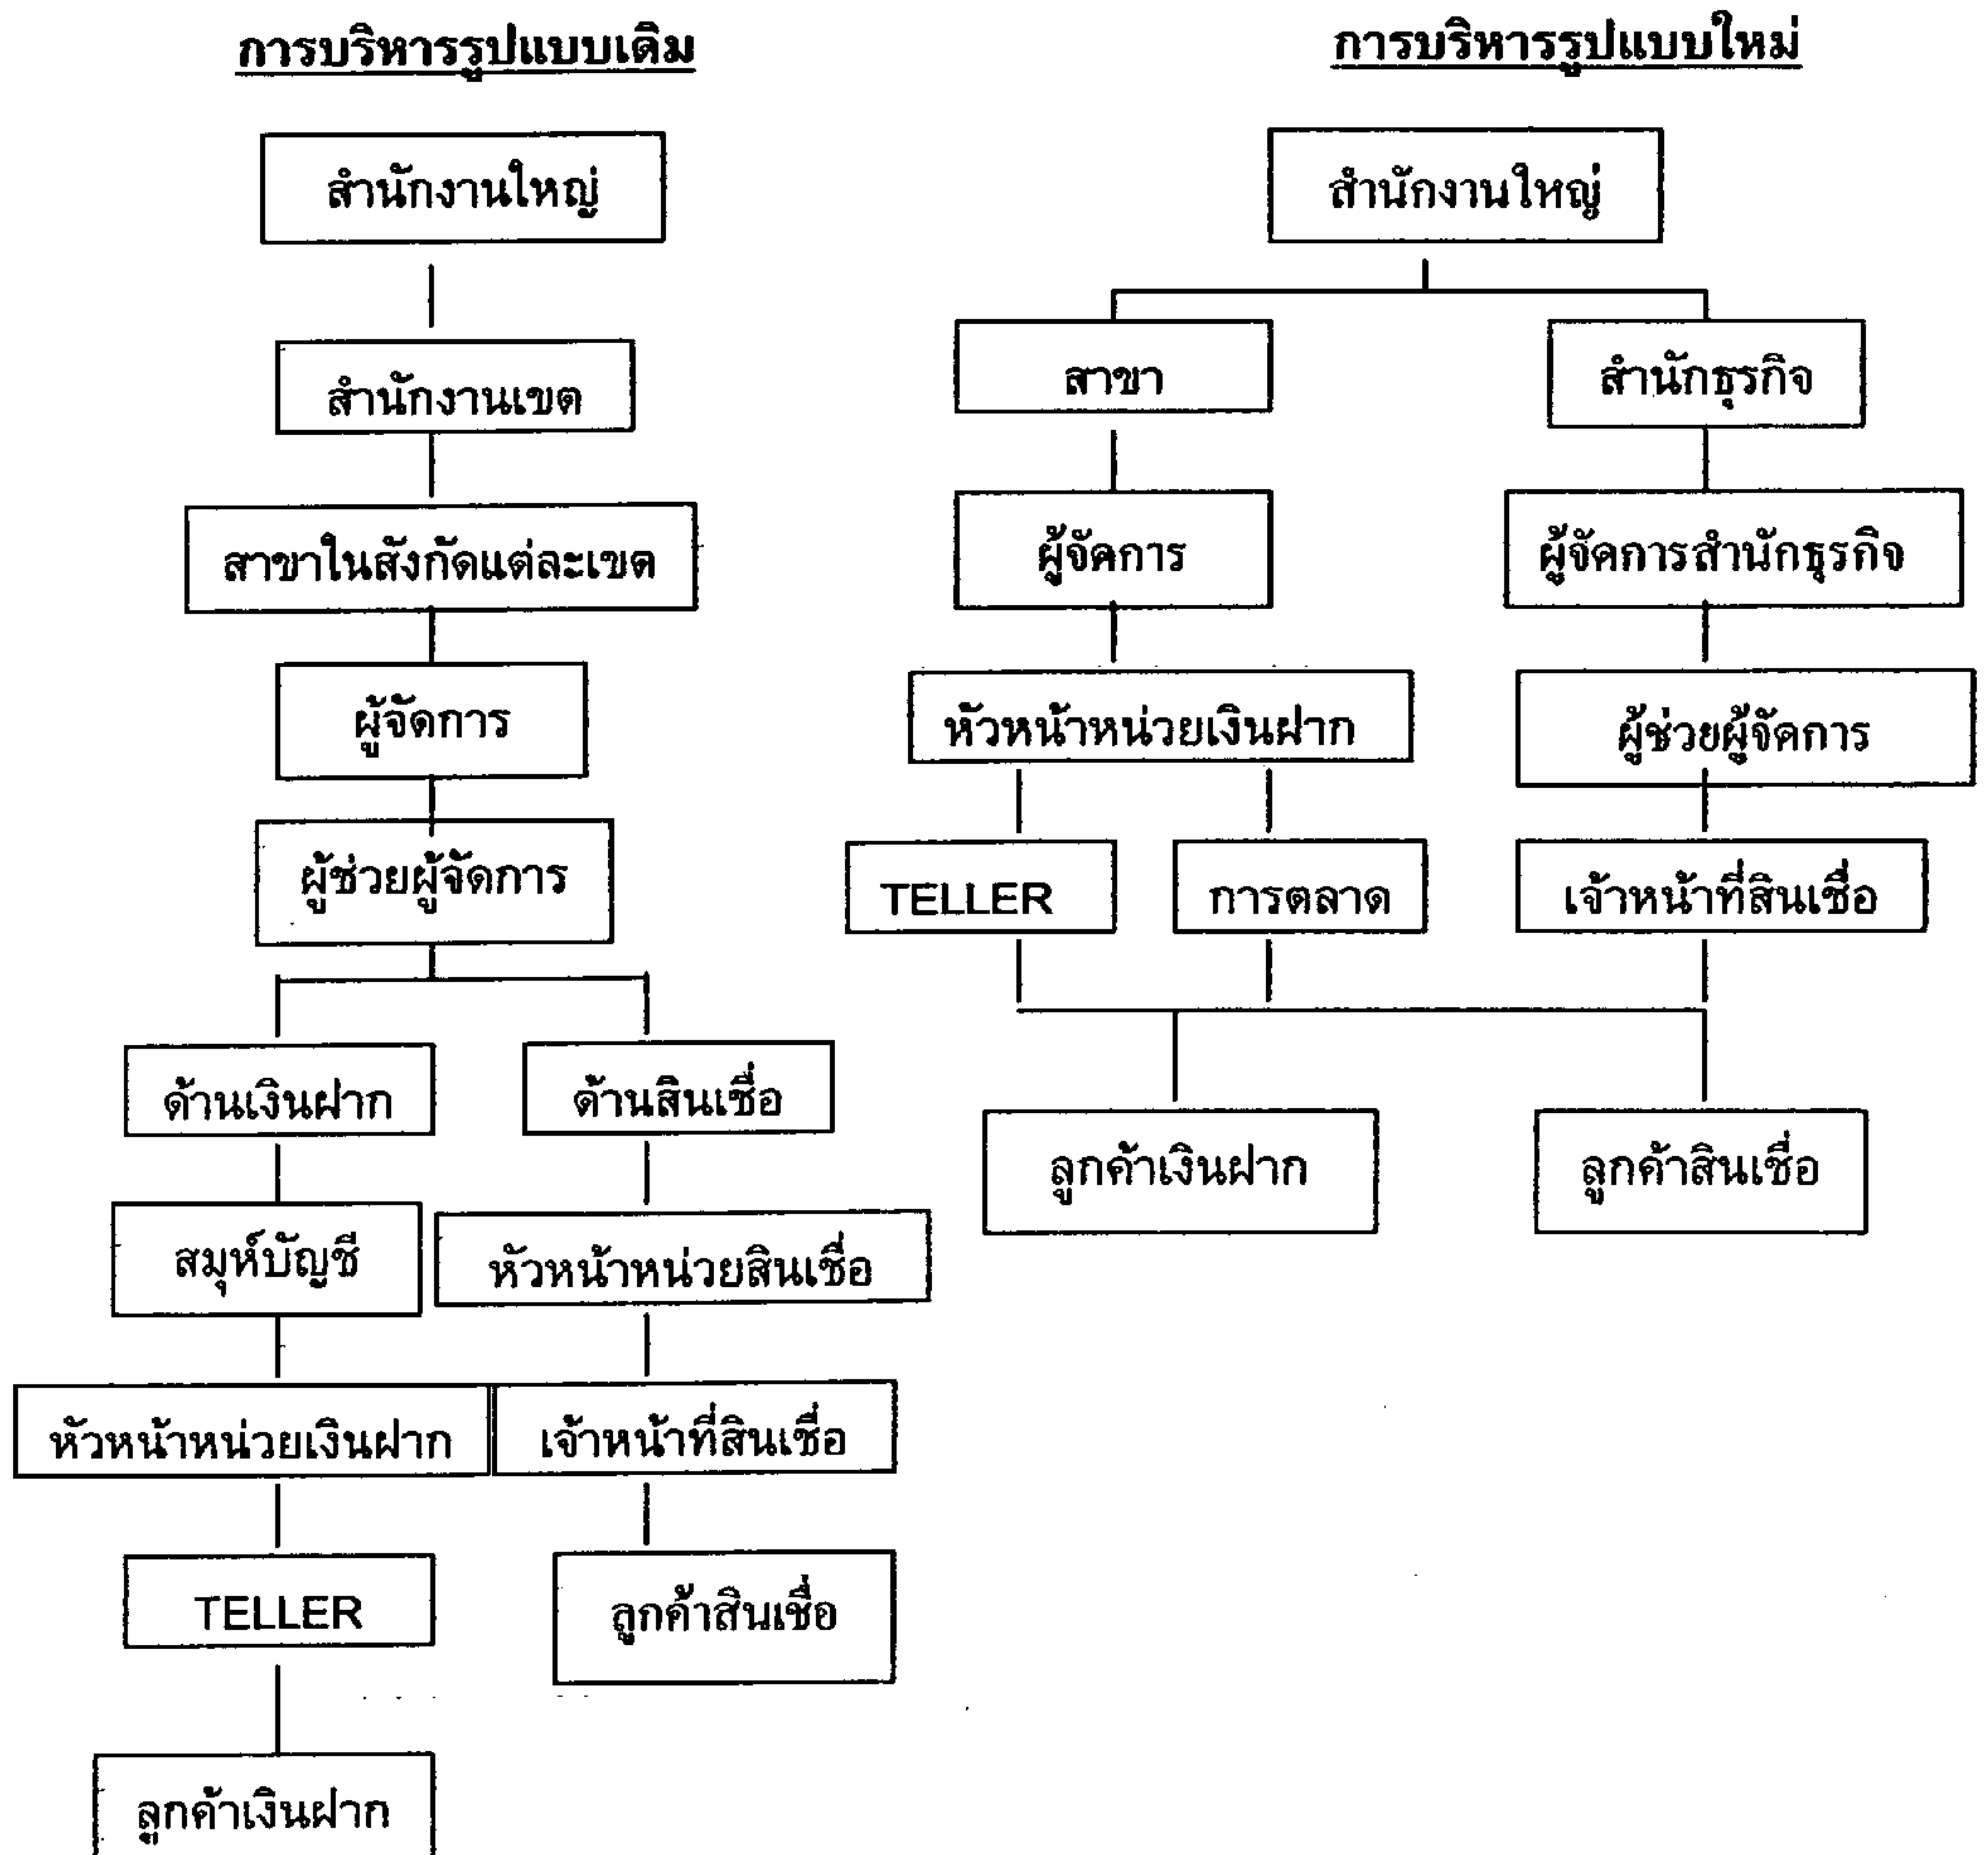 การบริหารรูปแบบเดิม
สำนักงานใหญ่
สำนักงานเขต
สาขาในสังกัดแต่ละเขต
ผู้จัดการ
ผู้ช่วยผู้จัดการ
ด้านเงินฝาก
ด้านสินเชื่อ
สมุห์บัญชี
หัวหน้าหน่วยสินเชื่อ
หัวหน้าหน่วยเงินฝาก
เจ้าหน้าที่สินเชื่อ
TELLER
ลูกค้าสินเชื่อ
ลูกค้าเงินฝาก
การบริหารรูปแบบใหม่
สำนักงานใหญ่
สาขา
สำนักธุรกิจ
ผู้จัดการ
ผู้จัดการสำนักธุรกิจ
หัวหน้าหน่วยเงินฝาก
ผู้ช่วยผู้จัดการ
TELLER
การตลาด
เจ้าหน้าที่สินเชื่อ
ลูกค้าเงินฝาก
ลูกค้าสินเชื่อ